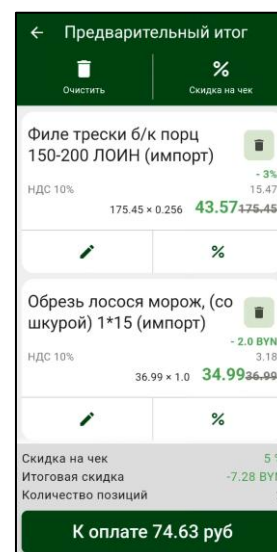 ← Предварительный итог
Очистить
% Скидка на чек
Филе трески б/к порц
150-200 ЛОИН (импорт)
- 3%
НДС 10% 15.47
175.45 × 0.256 43.57 175.45
%
Обрезь лосося морож, (со
шкурой) 1*15 (импорт)
- 2.0 BYN
НДС 10% 3.18
36.99 × 1.0 34.99 36.99
%
Скидка на чек 5
Итоговая скидка -7.28 BY
Количество позиций
К оплате 74.63 руб